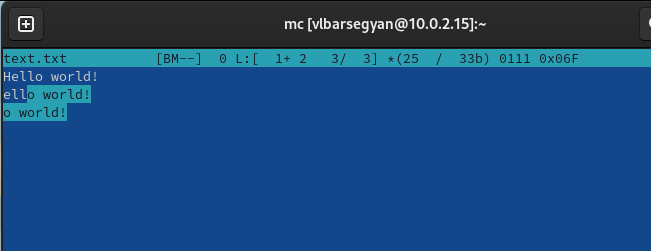 mc [vlbarsegyan@10.0.2.15]:~
text.txt [BM--] 0 L:[ 1+ 2 3/ 3] *(25 / 33b) 0111 0x06F
Hello world!
ello world!
o world!